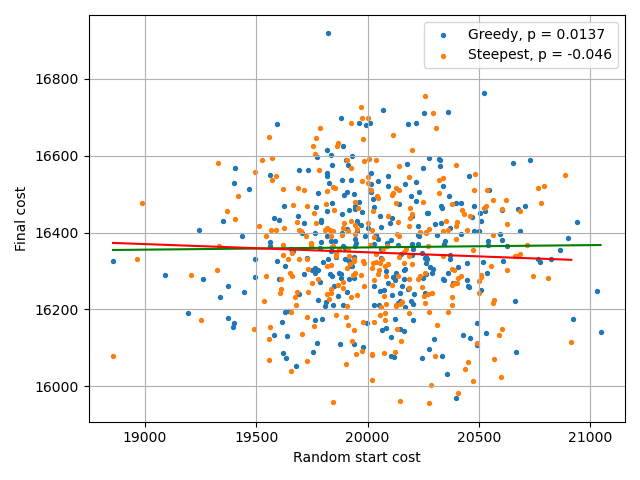 Greedy, p = 0.0137
Steepest, p = -0.046
16800
16600
16400
16200
16000
Final cost
19000 19500 20000 20500 21000
Random start cost